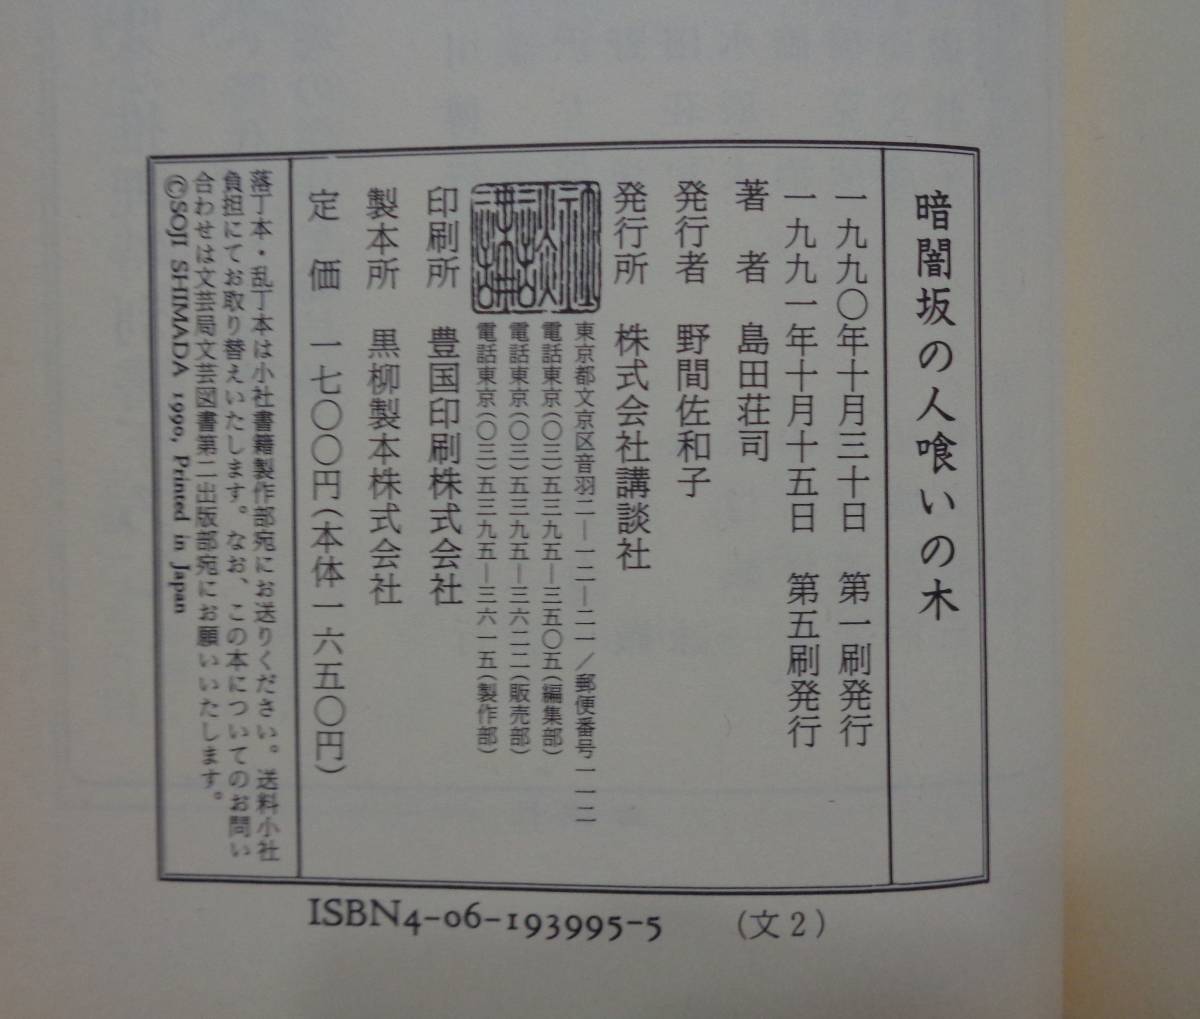 暗闇坂の人喰いの木
一九九〇年十月三十日　第一刷発行
一九九一年十月十五日　第五刷発行
著　者　島田荘司
発行者　野間佐和子
発行所　株式会社講談社
東京都文京区音羽二―一二―二一／郵便番号一一二
電話東京(〇三)五三九五―三五〇五(編集部)
電話東京(〇三)五三九五―三六二二(販売部)
電話東京(〇三)五三九五―三六一五(製作部)
印刷所　豊国印刷株式会社
製本所　黒柳製本株式会社
定　価　一七〇〇円(本体一六五〇円)
落丁本・乱丁本は小社書籍製作部宛にお送りください。送料小社
負担にてお取り替えいたします。なお、この本についてのお問い
合わせは文芸局文芸図書第二出版部宛にお願いいたします。
©SOJI SHIMADA 1990, Printed in Japan
ISBN4-06-193995-5　(文2)